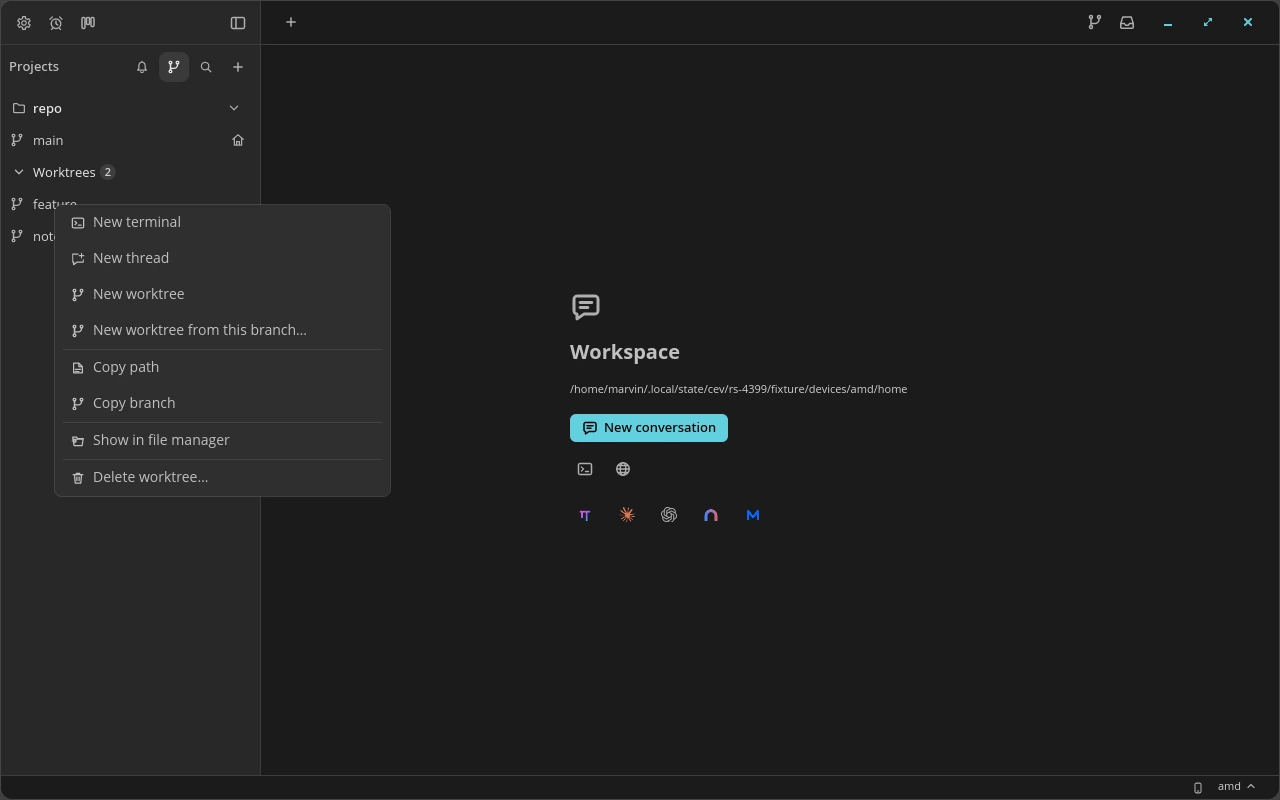 Projects
repo
main
Worktrees 2
feature
New terminal
New thread
New worktree
New worktree from this branch...
Copy path
Copy branch
Show in file manager
Delete worktree...
Workspace
/home/marvin/.local/state/cev/rs-4399/fixture/devices/amd/home
New conversation
amd